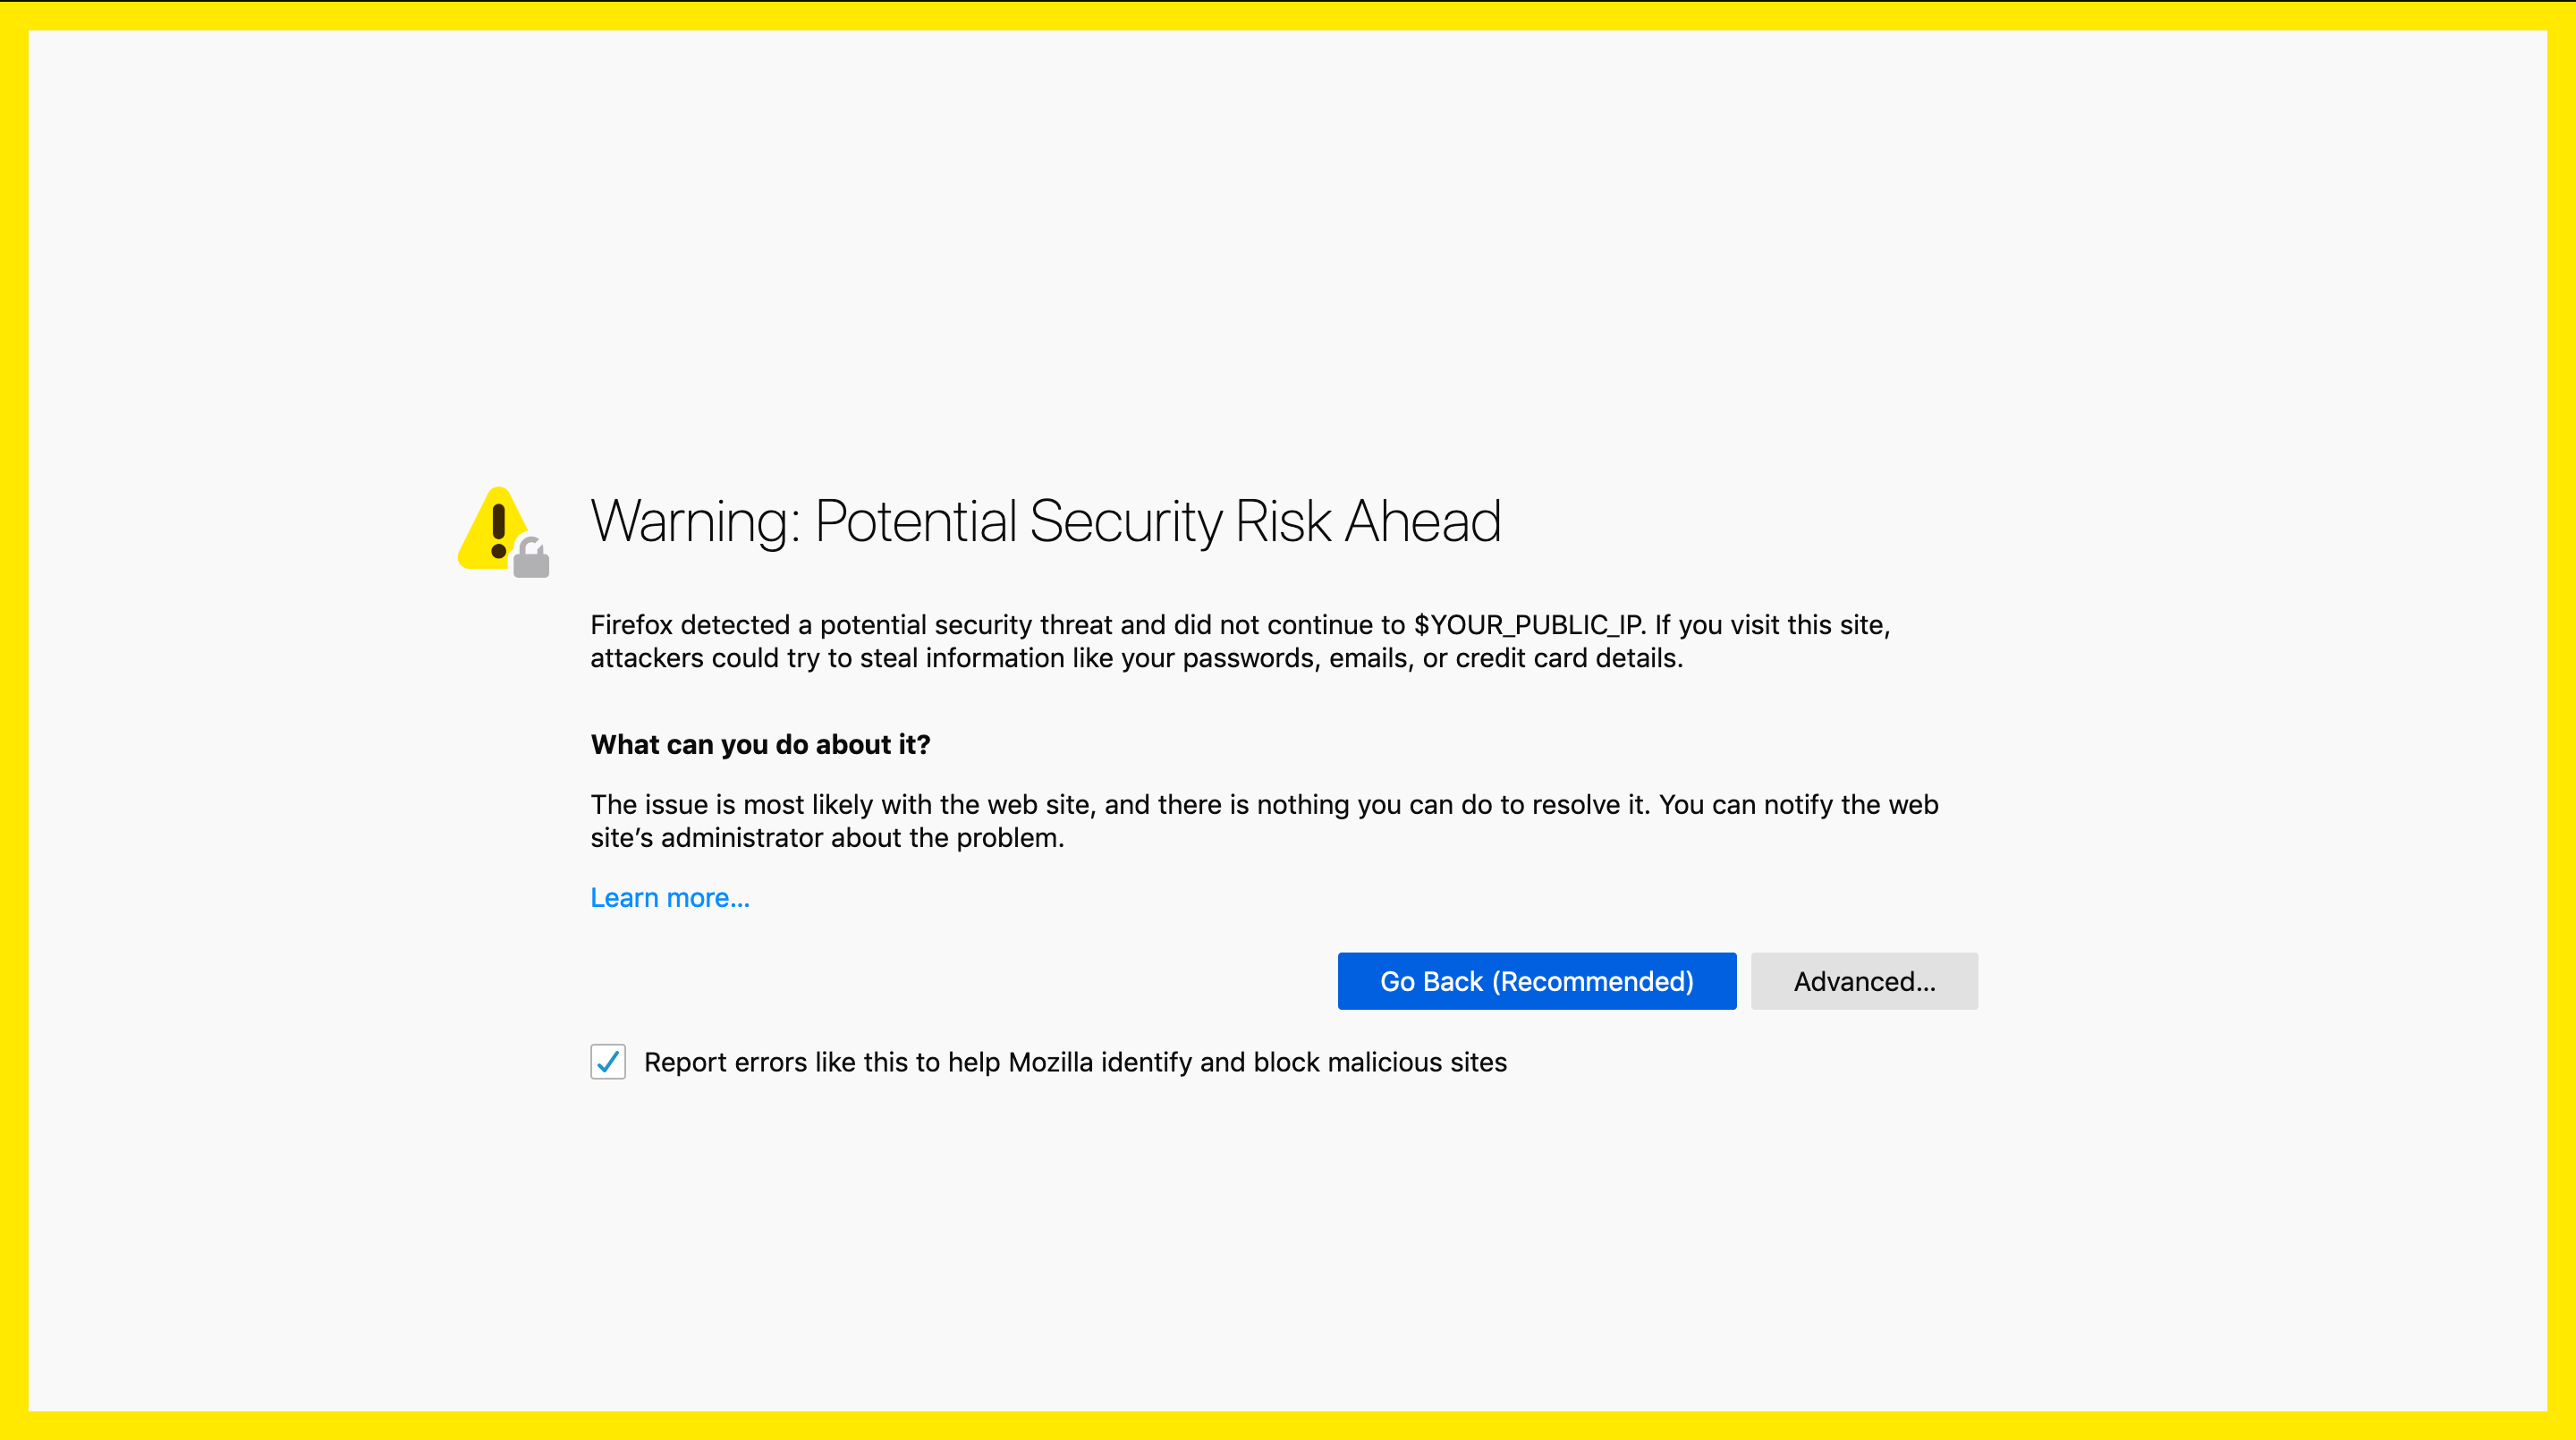 Warning: Potential Security Risk Ahead
Firefox detected a potential security threat and did not continue to $YOUR_PUBLIC_IP. If you visit this site,
attackers could try to steal information like your passwords, emails, or credit card details.
What can you do about it?
The issue is most likely with the web site, and there is nothing you can do to resolve it. You can notify the web
site’s administrator about the problem.
Learn more…
Go Back (Recommended)
Advanced…
Report errors like this to help Mozilla identify and block malicious sites